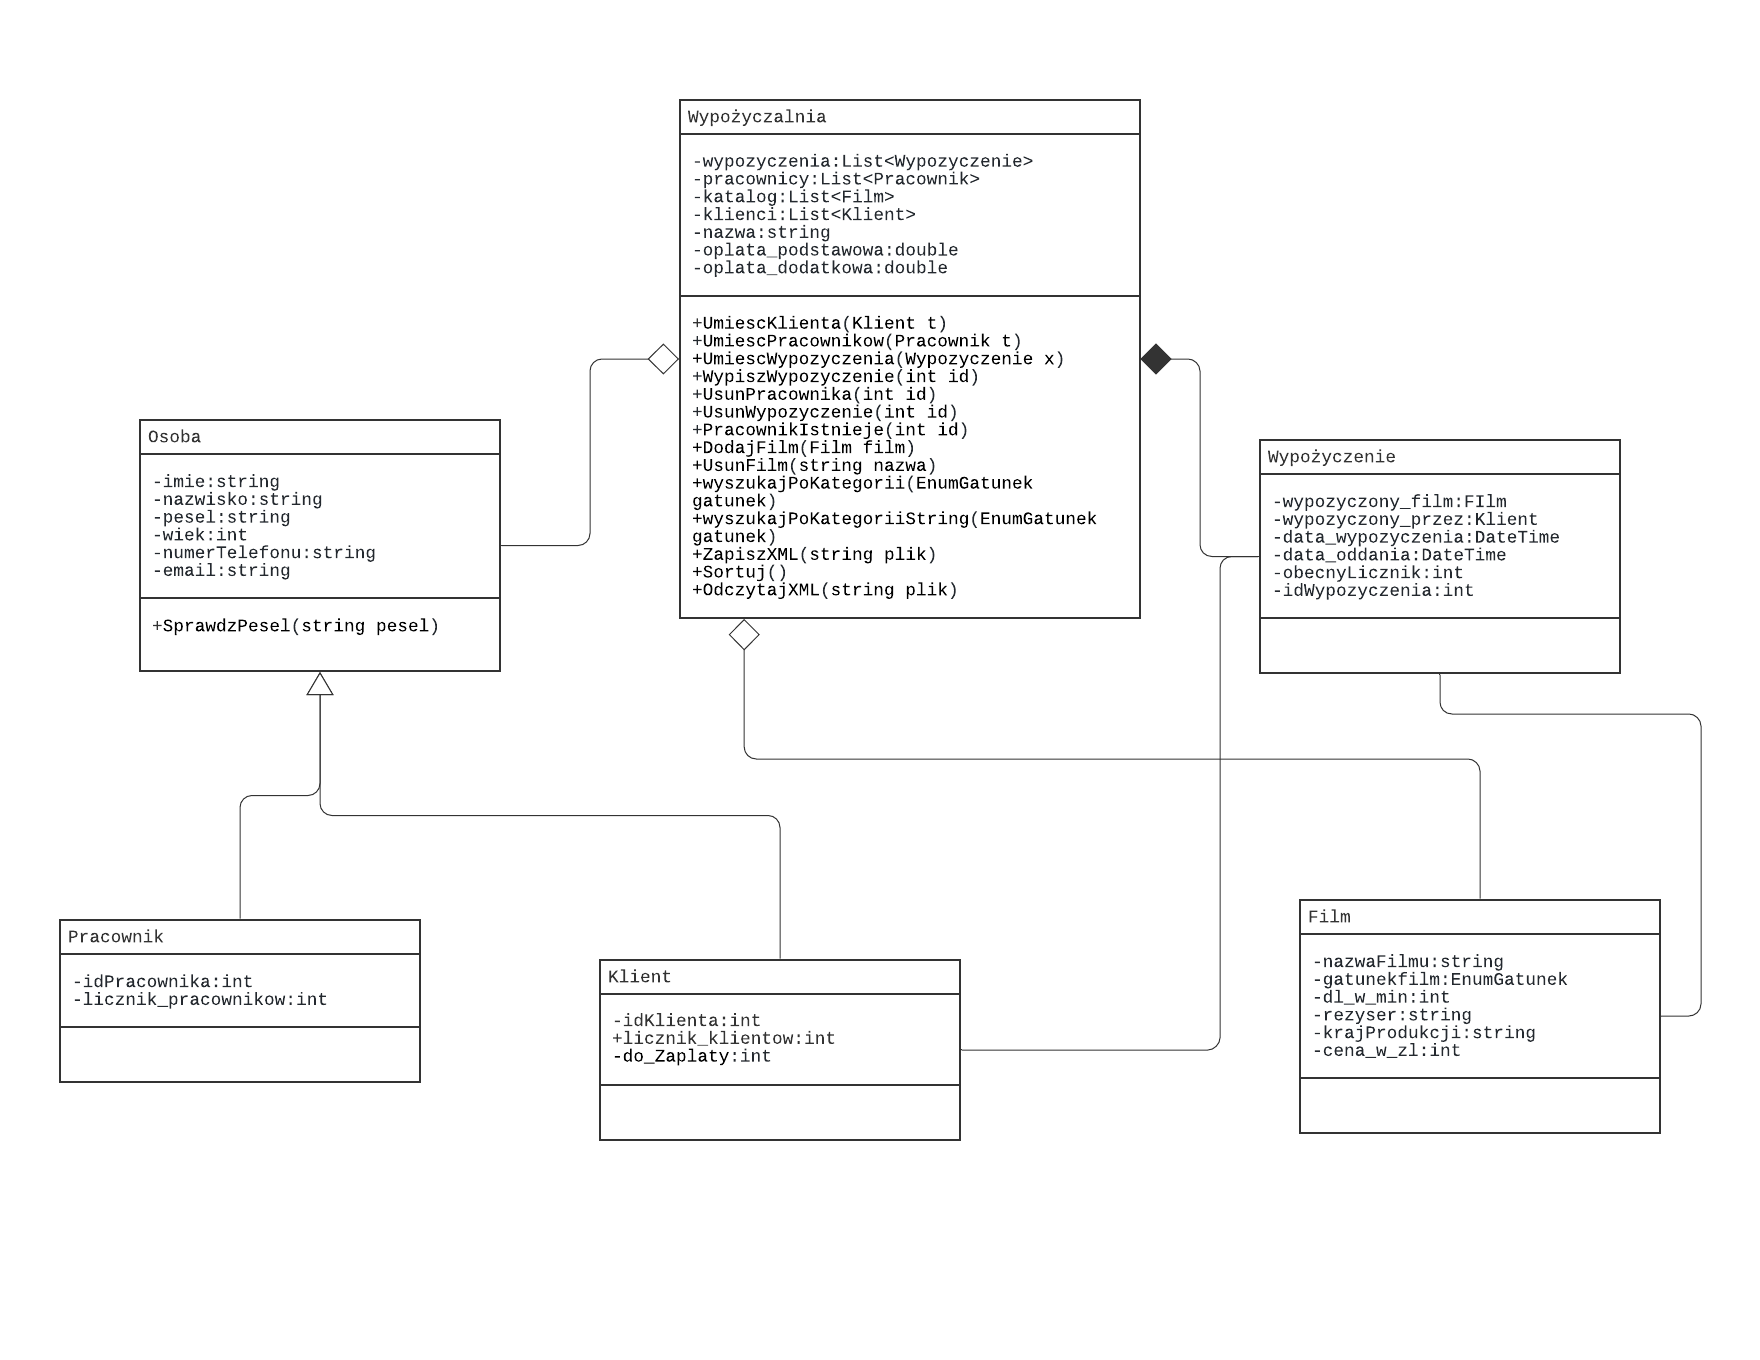 Wypożyczalnia
-wypozyczenia:List<Wypozyczenie>
-pracownicy:List<Pracownik>
-katalog:List<Film>
-klienci:List<Klient>
-nazwa:string
-oplata_podstawowa:double
-oplata_dodatkowa:double
+UmiescKlienta(Klient t)
+UmiescPracownikow(Pracownik t)
+UmiescWypozyczenia(Wypozyczenie x)
+WypiszWypozyczenie(int id)
+UsunPracownika(int id)
+UsunWypozyczenie(int id)
+PracownikIstnieje(int id)
+DodajFilm(Film film)
+UsunFilm(string nazwa)
+wyszukajPoKategorii(EnumGatunek
gatunek)
+wyszukajPoKategoriiString(EnumGatunek
gatunek)
+ZapiszXML(string plik)
+Sortuj()
+OdczytajXML(string plik)
Osoba
-imie:string
-nazwisko:string
-pesel:string
-wiek:int
-numerTelefonu:string
-email:string
+SprawdzPesel(string pesel)
Wypożyczenie
-wypozyczony_film:FIlm
-wypozyczony_przez:Klient
-data_wypozyczenia:DateTime
-data_oddania:DateTime
-obecnyLicznik:int
-idWypozyczenia:int
Pracownik
-idPracownika:int
-licznik_pracownikow:int
Klient
-idKlienta:int
+licznik_klientow:int
-do_Zaplaty:int
Film
-nazwaFilmu:string
-gatunekfilm:EnumGatunek
-dl_w_min:int
-rezyser:string
-krajProdukcji:string
-cena_w_zl:int